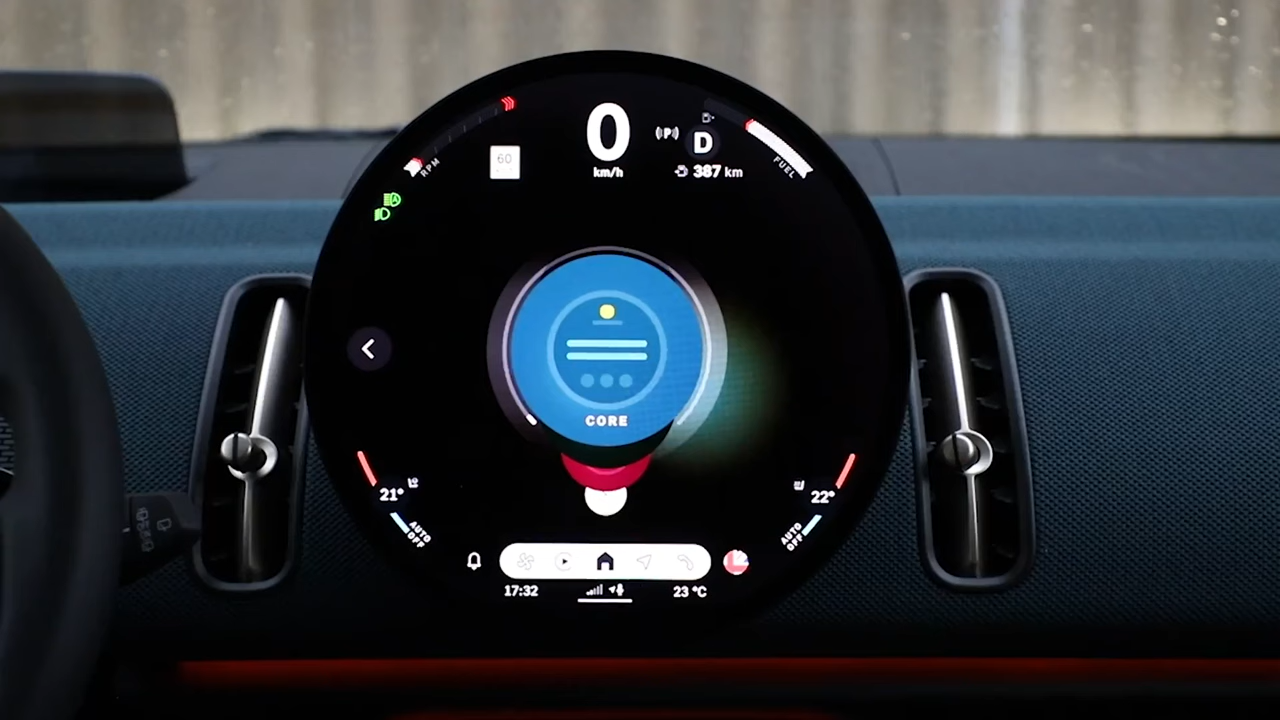 0
km/h
60
(P)
D
387 km
RPM
FUEL
CORE
21°
AUTO
OFF
22°
AUTO
OFF
17:32
23 °C